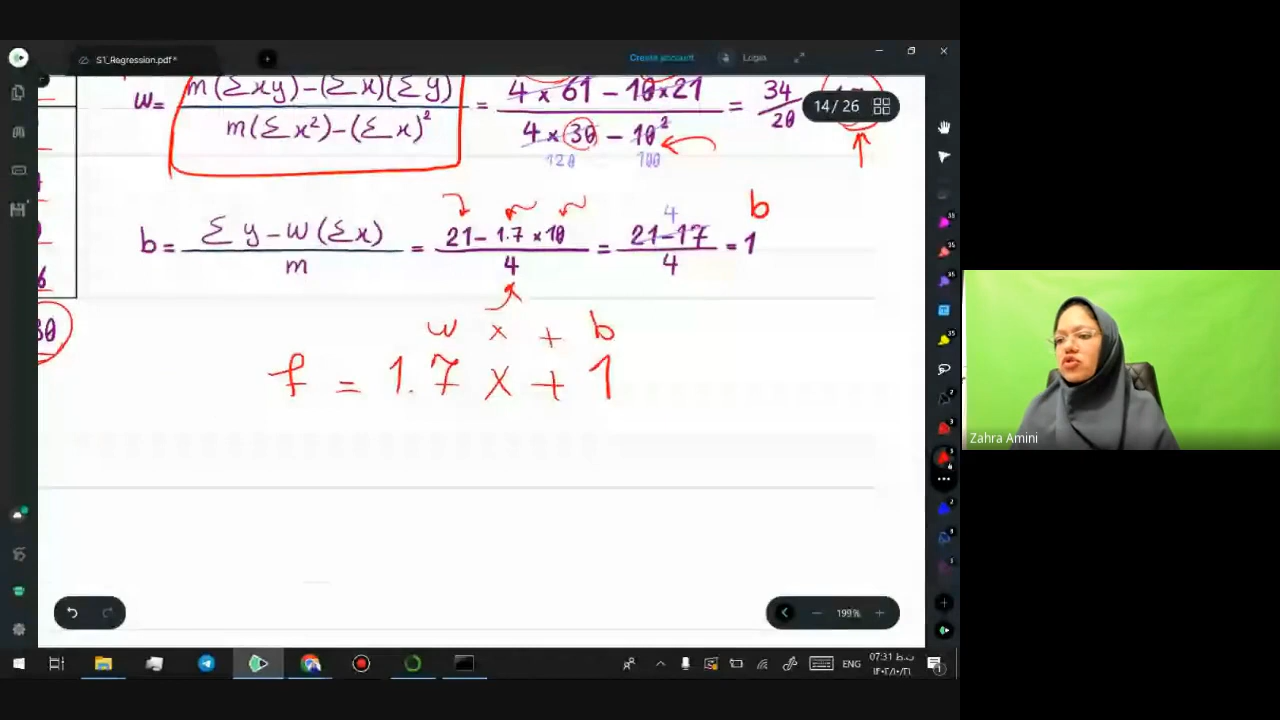 S1_Regression.pdf*
Create account
Login
14 / 26
w= m(Σxy)-(Σx)(Σy) / m(Σx²)-(Σx)² = 4 × 61 - 10×21 / 4 × 30 - 10² = 34 / 20
120 100
b
b= Σy-w(Σx) / m = 21- 1.7 ×10 / 4 = 21-17 / 4 = 1
4
6
30
w x + b
f = 1.7 x + 1
Zahra Amini
199%
ENG
07:31 ب.ظ